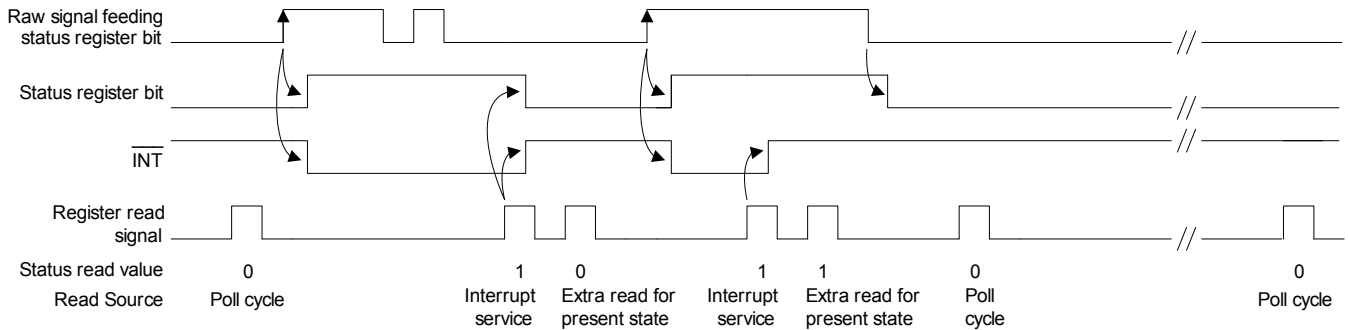 Raw signal feeding
status register bit
//
Status register bit
//
INT
//
Register read
signal
//
Status read value 0 1 0 1 1 0 0
Read Source Poll cycle Interrupt service Extra read for present state Interrupt service Extra read for present state Poll cycle Poll cycle